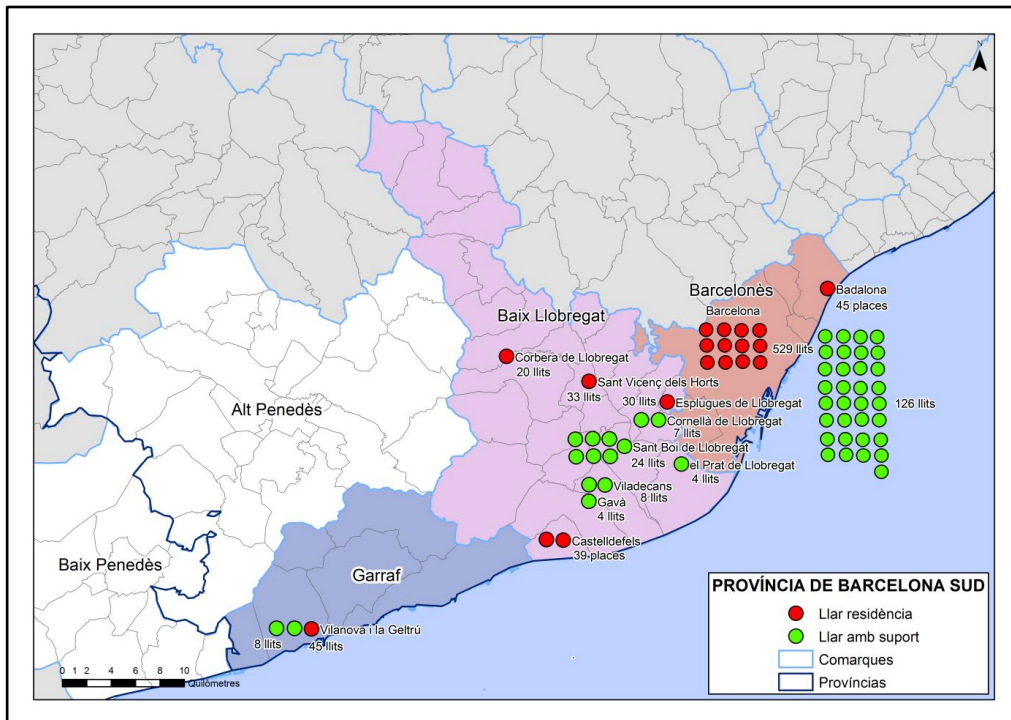 N
Barcelonès
Barcelona
529 llits
Badalona
45 places
126 llits
Baix Llobregat
Corbera de Llobregat
20 llits
Sant Vicenç dels Horts
33 llits
30 llits
Esplugues de Llobregat
Cornellà de Llobregat
7 llits
Sant Boi de Llobregat
24 llits
el Prat de Llobregat
4 llits
Viladecans
8 llits
Gavà
4 llits
Castelldefels
39 places
Alt Penedès
Baix Penedès
Garraf
Vilanova i la Geltrú
8 llits
45 llits
0 1 2 4 6 8 10
Quilòmetres
PROVÍNCIA DE BARCELONA SUD
Llar residència
Llar amb suport
Comarques
Províncias